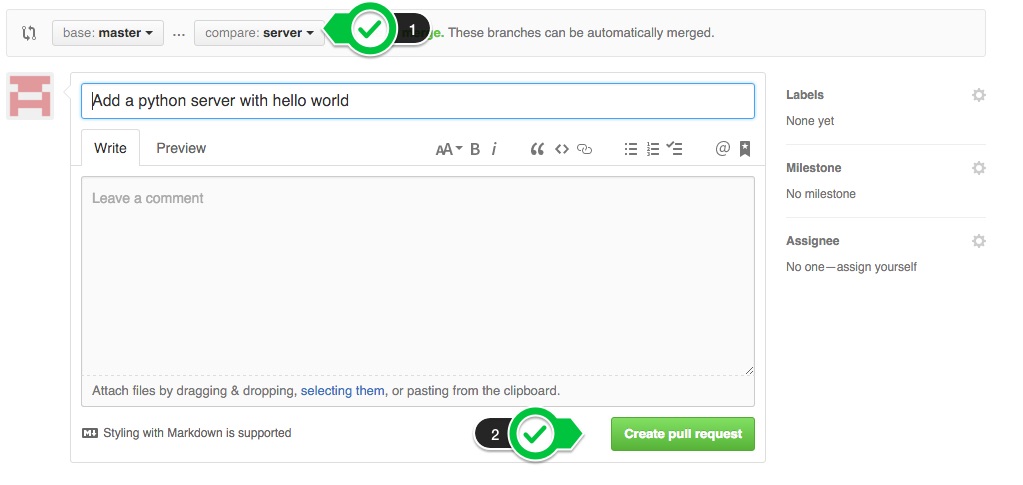 base: master ... compare: server 1 These branches can be automatically merged.
Add a python server with hello world
Write Preview AA B i @
Leave a comment
Attach files by dragging & dropping, selecting them, or pasting from the clipboard.
Styling with Markdown is supported 2 Create pull request
Labels
None yet
Milestone
No milestone
Assignee
No one—assign yourself